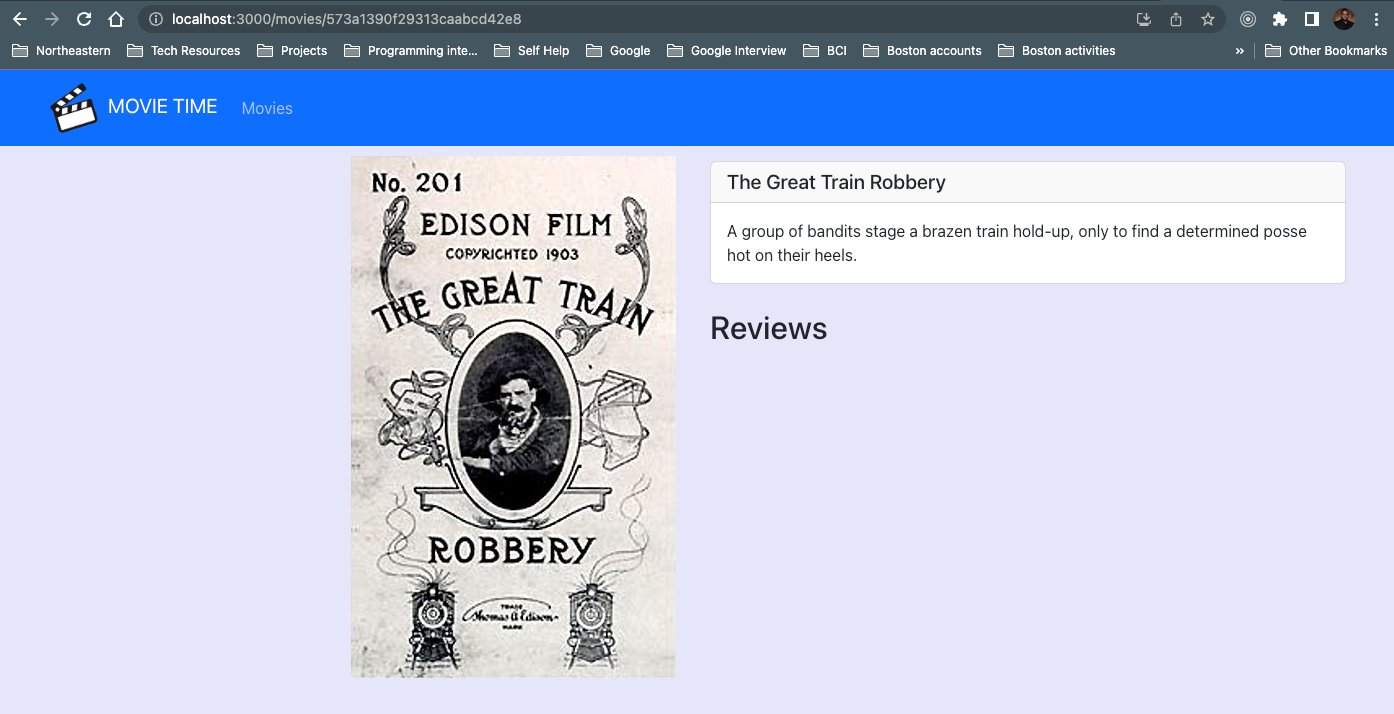 localhost:3000/movies/573a1390f29313caabcd42e8
Northeastern Tech Resources Projects Programming inte... Self Help Google Google Interview BCI Boston accounts Boston activities » Other Bookmarks
MOVIE TIME Movies
No. 201
EDISON FILM
COPYRIGHTED 1903
THE GREAT TRAIN
ROBBERY
TRADE
Thomas A Edison
MARK
The Great Train Robbery
A group of bandits stage a brazen train hold-up, only to find a determined posse
hot on their heels.
Reviews